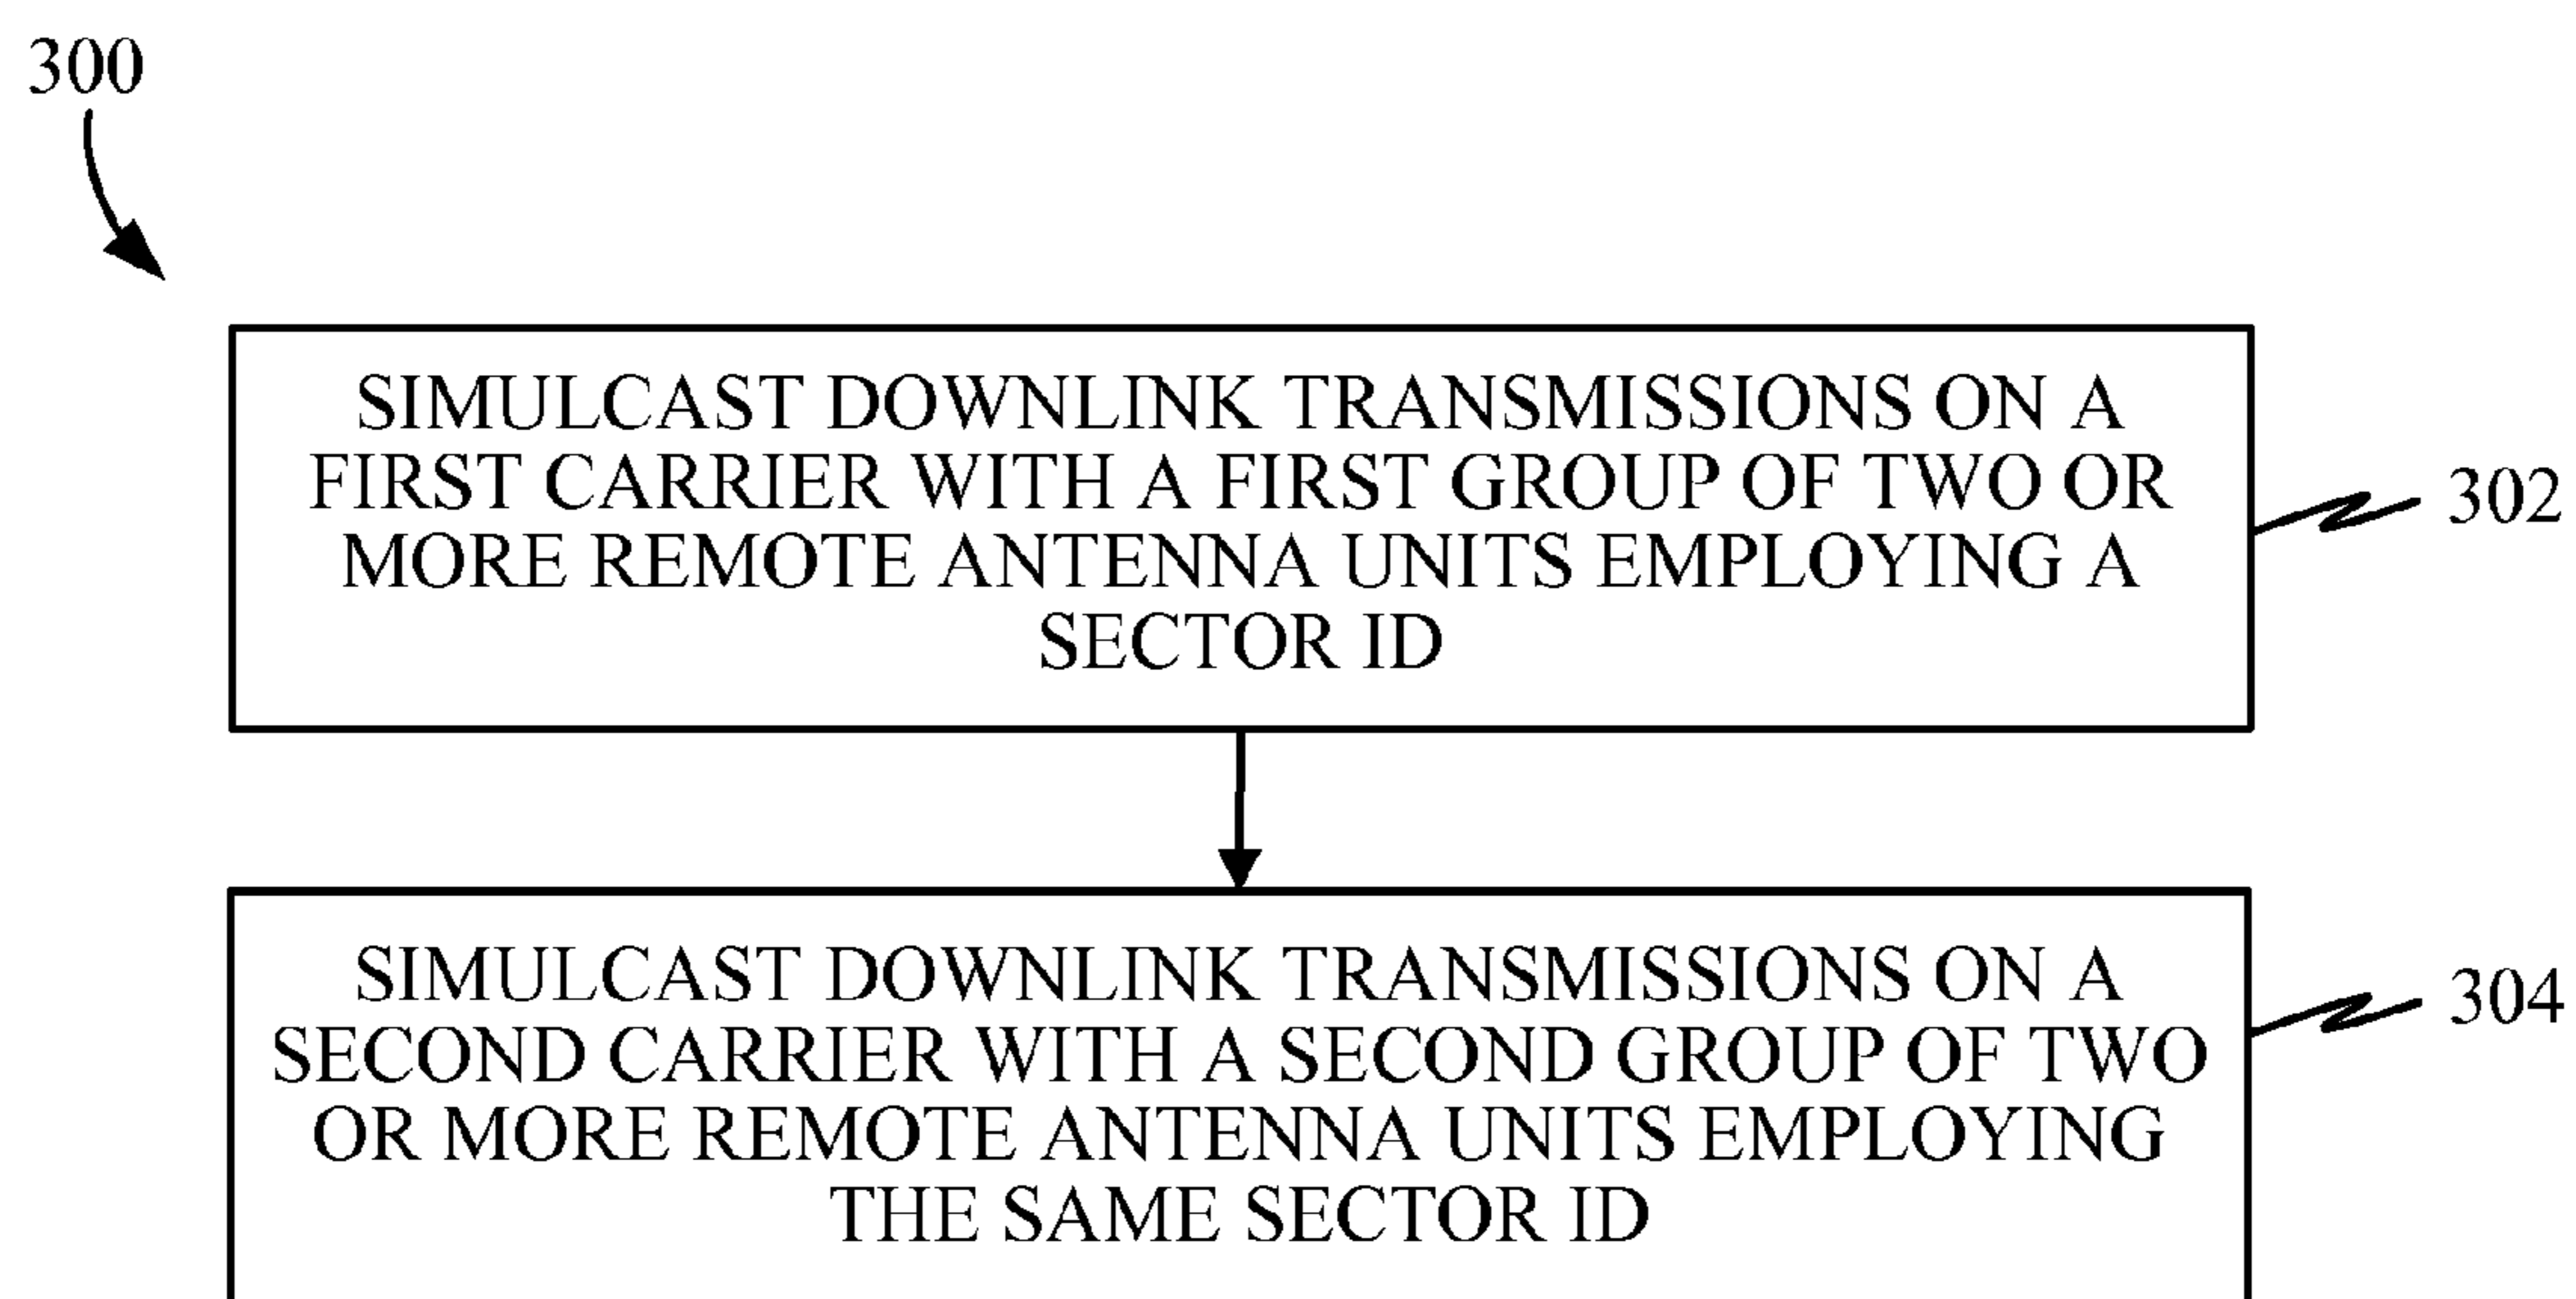 300
SIMULCAST DOWNLINK TRANSMISSIONS ON A
FIRST CARRIER WITH A FIRST GROUP OF TWO OR
MORE REMOTE ANTENNA UNITS EMPLOYING A
SECTOR ID
302
SIMULCAST DOWNLINK TRANSMISSIONS ON A
SECOND CARRIER WITH A SECOND GROUP OF TWO
OR MORE REMOTE ANTENNA UNITS EMPLOYING
THE SAME SECTOR ID
304